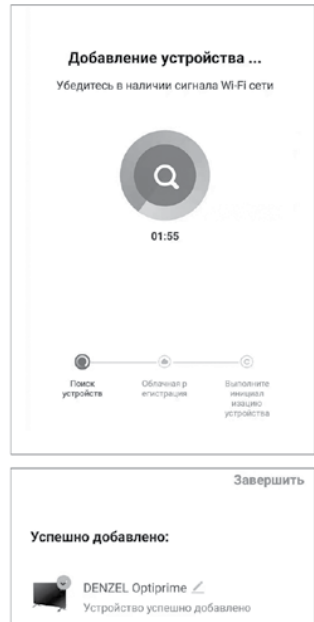 Добавление устройства ...
Убедитесь в наличии сигнала Wi-Fi сети
01:55
Поиск
устройств
Облачная р
егистрация
Выполните
инициал
изацию
устройства
Завершить
Успешно добавлено:
DENZEL Optiprime
Устройство успешно добавлено